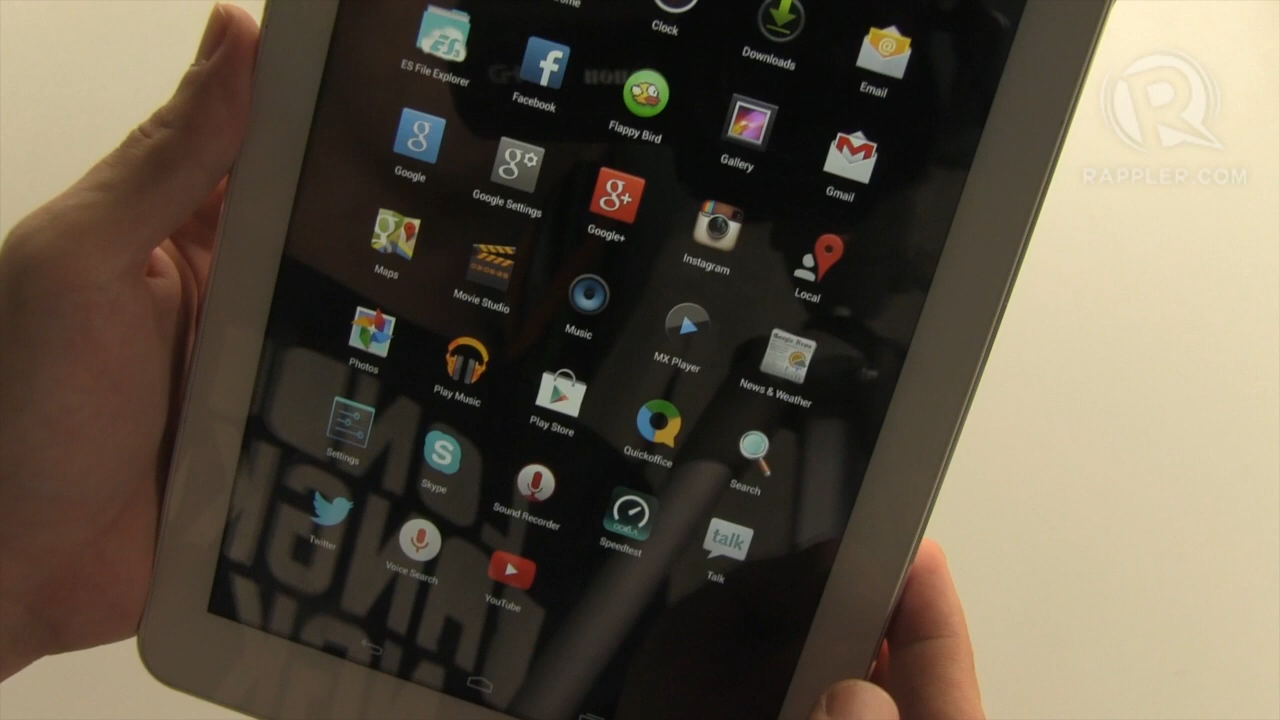 Clock
Downloads
Email
ES File Explorer
Facebook
Flappy Bird
Gallery
Gmail
Google
Google Settings
Google+
Instagram
Local
Maps
Movie Studio
Music
MX Player
News & Weather
Photos
Play Music
Play Store
Quickoffice
Search
Settings
Skype
Sound Recorder
Speedtest
talk
Talk
Twitter
Voice Search
YouTube
R
RAPPLER.COM